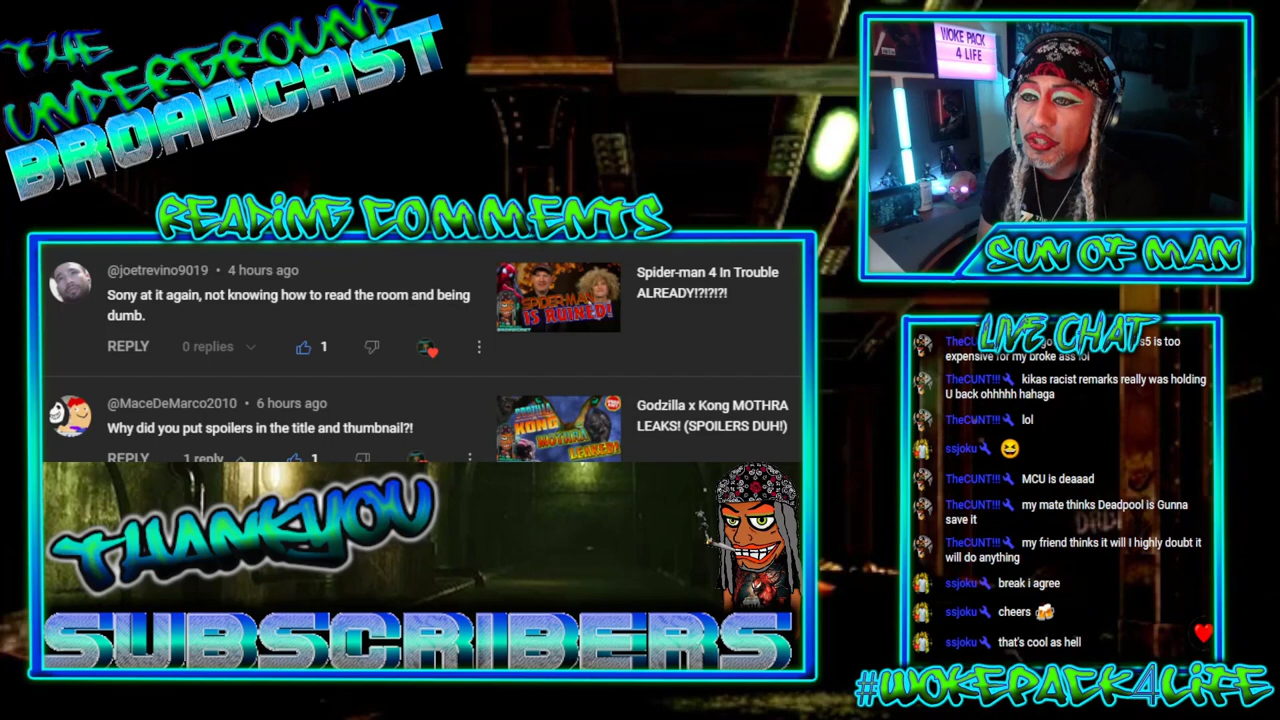 THE
UNDERGROUND
BROADCAST
READING COMMENTS
@joetrevino9019 • 4 hours ago
Sony at it again, not knowing how to read the room and being
dumb.
REPLY 0 replies 1
Spider-man 4 In Trouble
ALREADY!?!?!?!
SPIDER-MAN
IS RUINED!
@MaceDeMarco2010 • 6 hours ago
Why did you put spoilers in the title and thumbnail?!
REPLY 1 reply 1
Godzilla x Kong MOTHRA
LEAKS! (SPOILERS DUH!)
GODZILLA
KONG
MOTHRA
LEAKED!
THANKYOU
SUBSCRIBERS
WOKE PACK
4 LIFE
SUN OF MAN
LIVE CHAT
s5 is too
expensive for my broke ass lol
TheCUNT!!! kikas racist remarks really was holding
U back ohhhhh hahaga
TheCUNT!!! lol
ssjoku 😆
TheCUNT!!! MCU is deaaad
TheCUNT!!! my mate thinks Deadpool is Gunna
save it
TheCUNT!!! my friend thinks it will I highly doubt it
will do anything
ssjoku break i agree
ssjoku cheers 🍻
ssjoku that's cool as hell
#WOKEPACK4LIFE